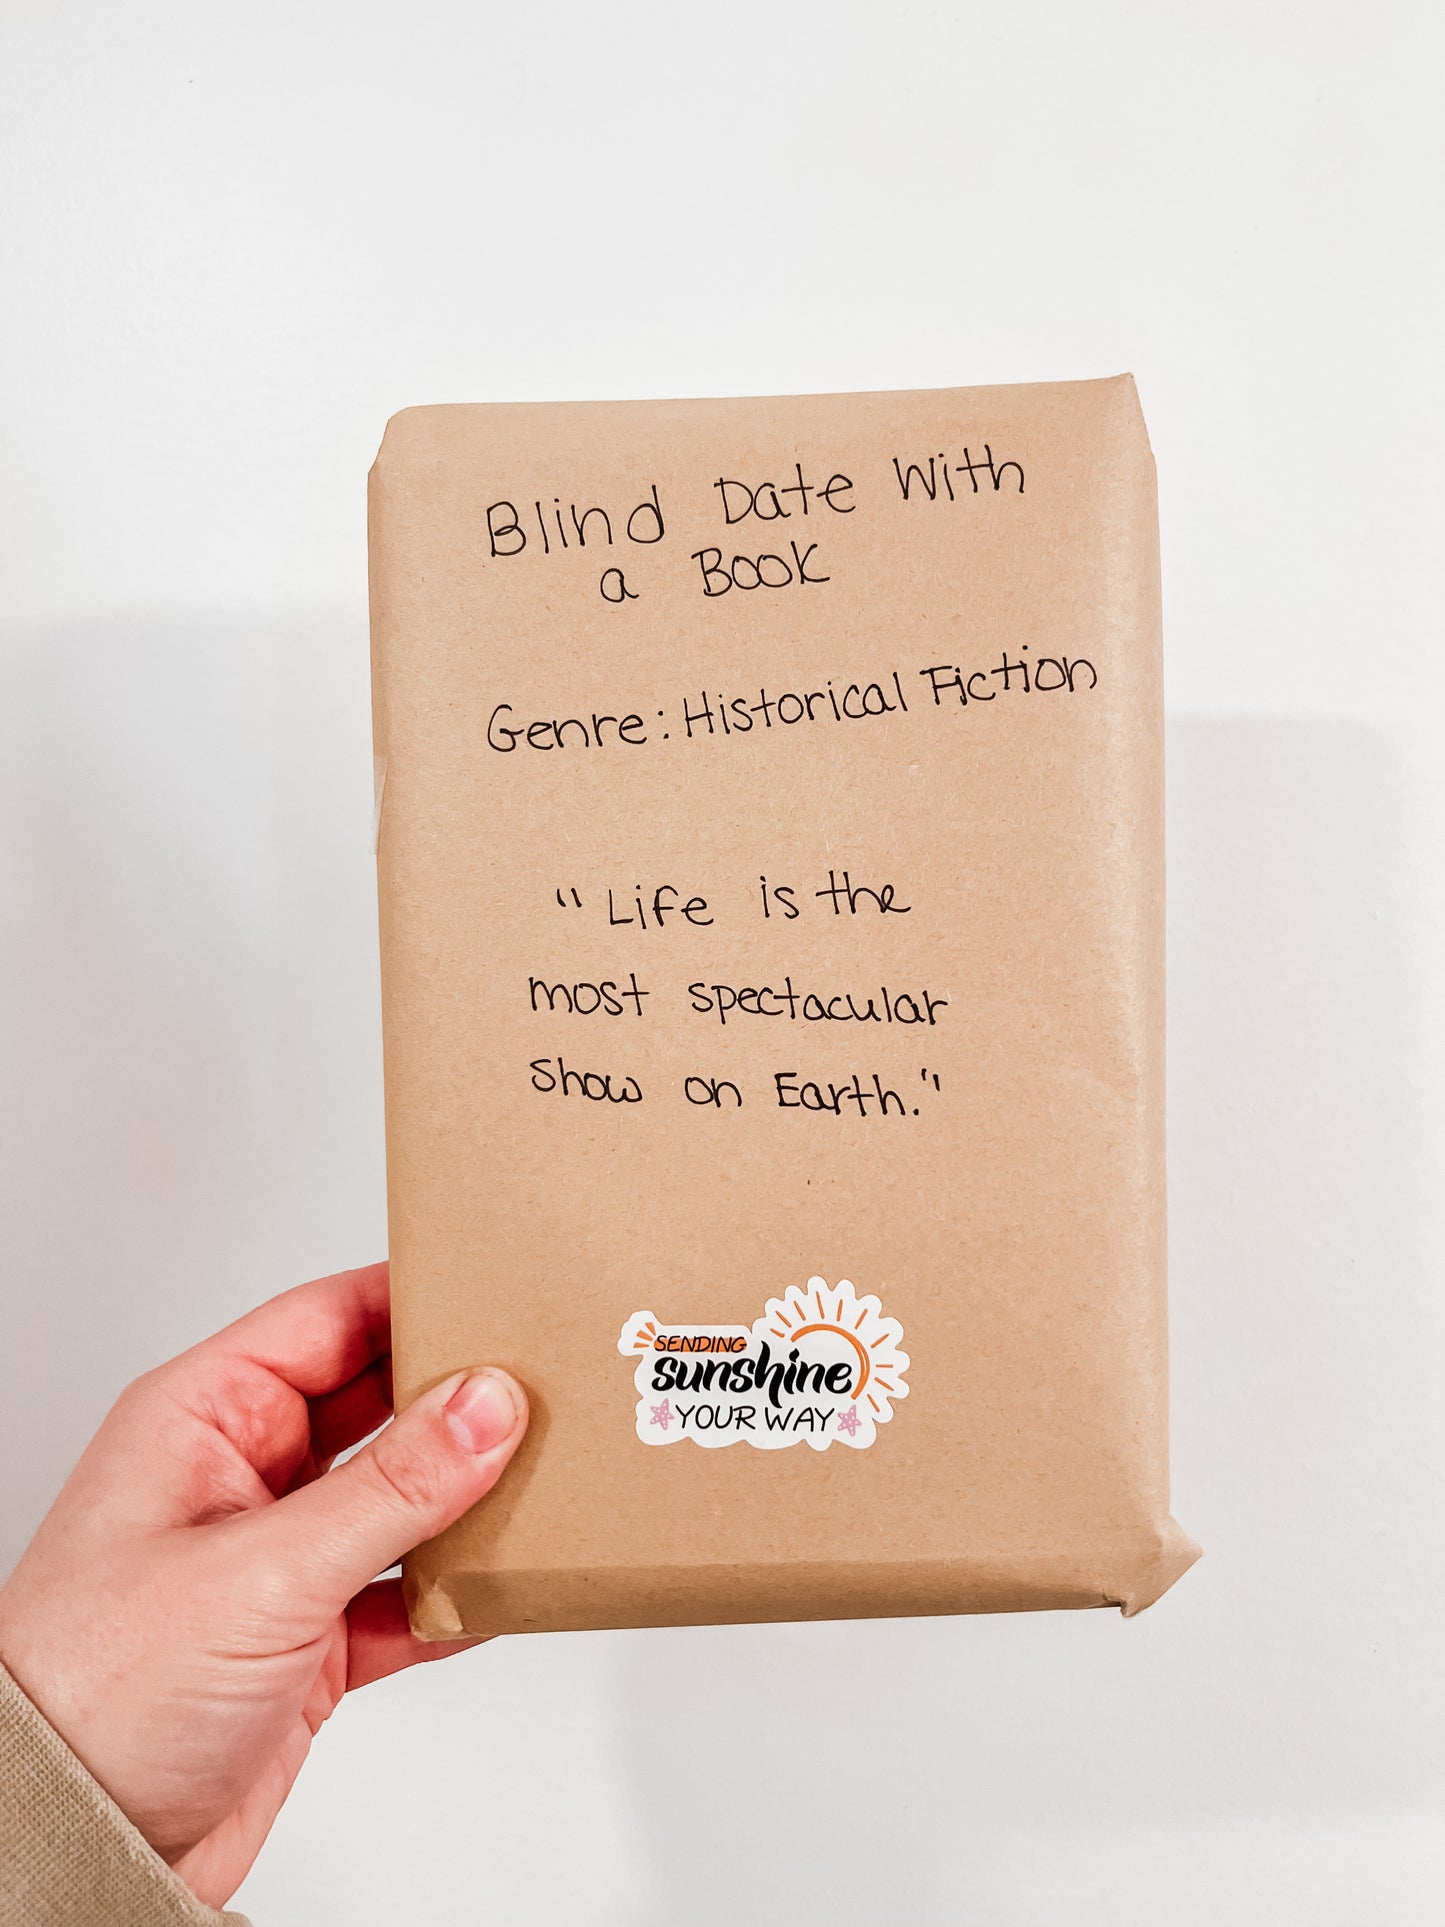 Blind Date With
a Book
Genre: Historical Fiction
"Life is the
most spectacular
show on Earth."
SENDING
sunshine
YOUR WAY